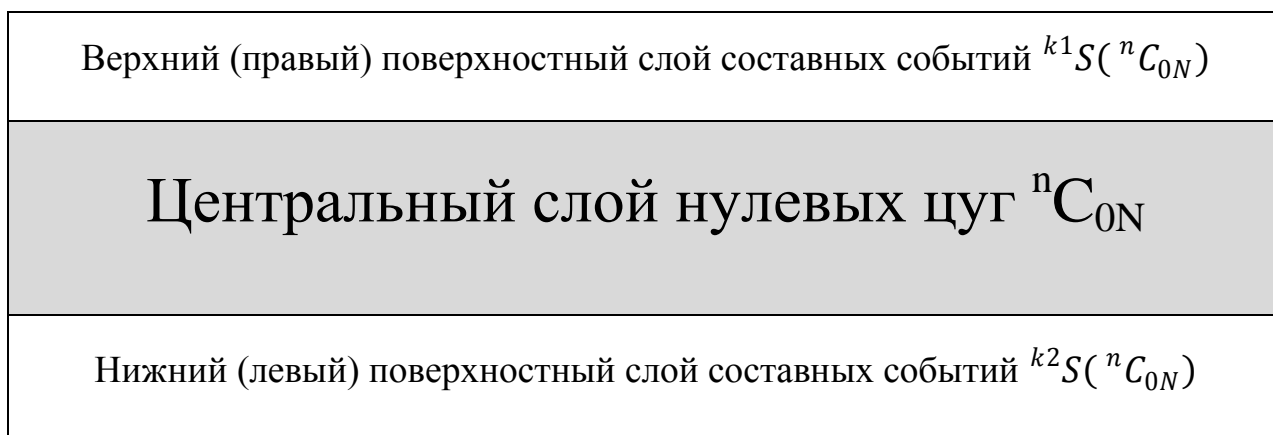 Верхний (правый) поверхностный слой составных событий ᵏ¹S( ⁿC₀N)
Центральный слой нулевых цуг ⁿC₀N
Нижний (левый) поверхностный слой составных событий ᵏ²S( ⁿC₀N)